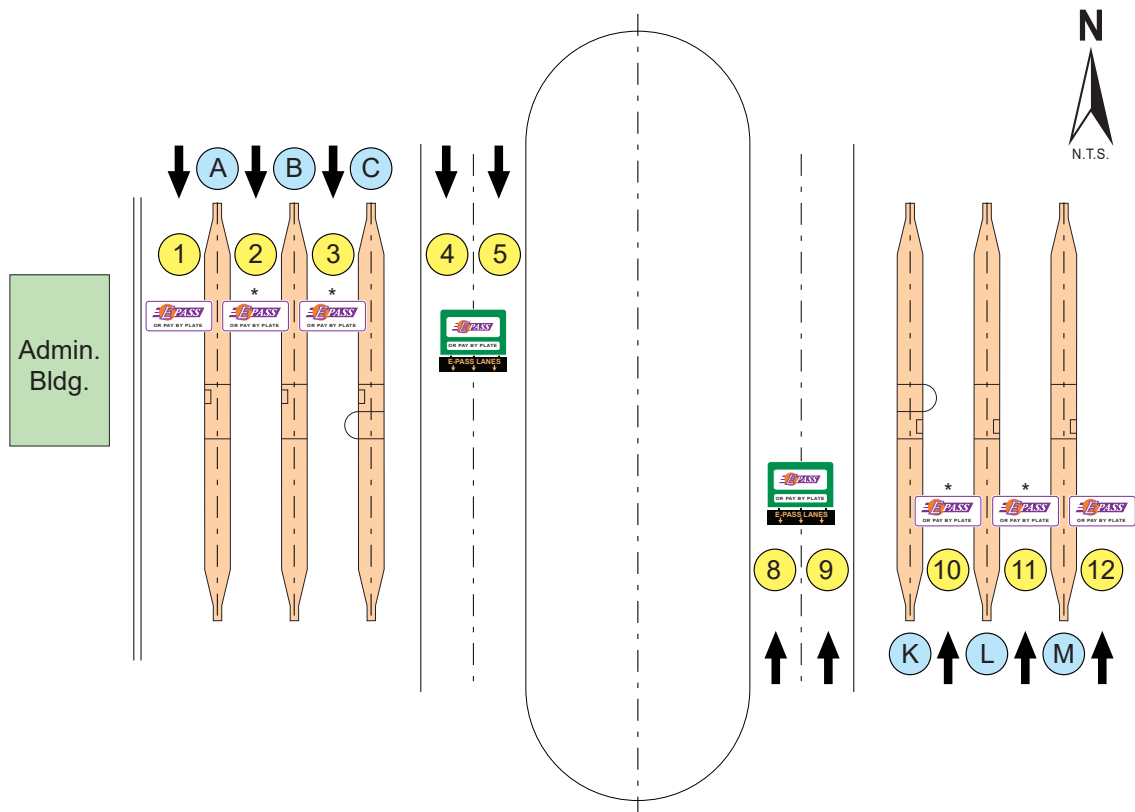 N
N.T.S.
A
B
C
1
2
3
4
5
*
*
E PASS
OR PAY BY PLATE
E PASS
OR PAY BY PLATE
E PASS
OR PAY BY PLATE
E PASS
OR PAY BY PLATE
E-PASS LANES
Admin.
Bldg.
E PASS
OR PAY BY PLATE
E-PASS LANES
*
*
E PASS
OR PAY BY PLATE
E PASS
OR PAY BY PLATE
E PASS
OR PAY BY PLATE
8
9
10
11
12
K
L
M